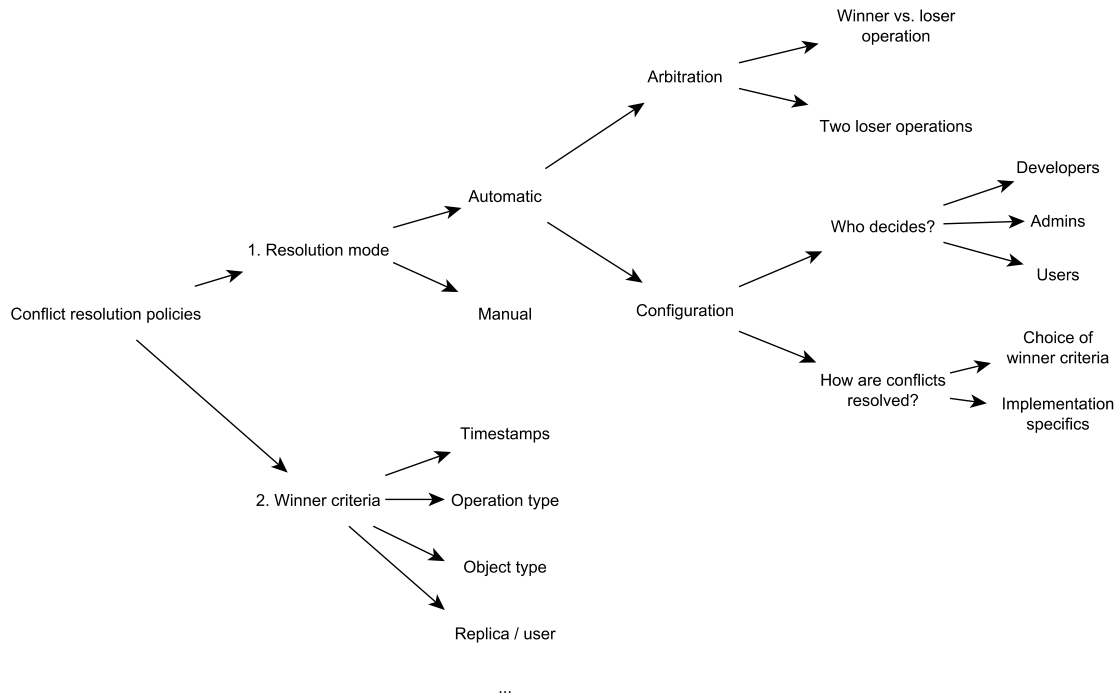 Winner vs. loser
operation
Arbitration
Two loser operations
Developers
Automatic
Who decides?
Admins
1. Resolution mode
Users
Conflict resolution policies
Manual
Configuration
Choice of
winner criteria
How are conflicts
resolved?
Implementation
specifics
Timestamps
2. Winner criteria
Operation type
Object type
Replica / user
...